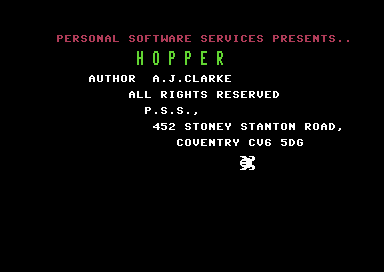 PERSONAL SOFTWARE SERVICES PRESENTS..
HOPPER
AUTHOR A.J.CLARKE
ALL RIGHTS RESERVED
P.S.S.,
452 STONEY STANTON ROAD,
COVENTRY CV6 5DG